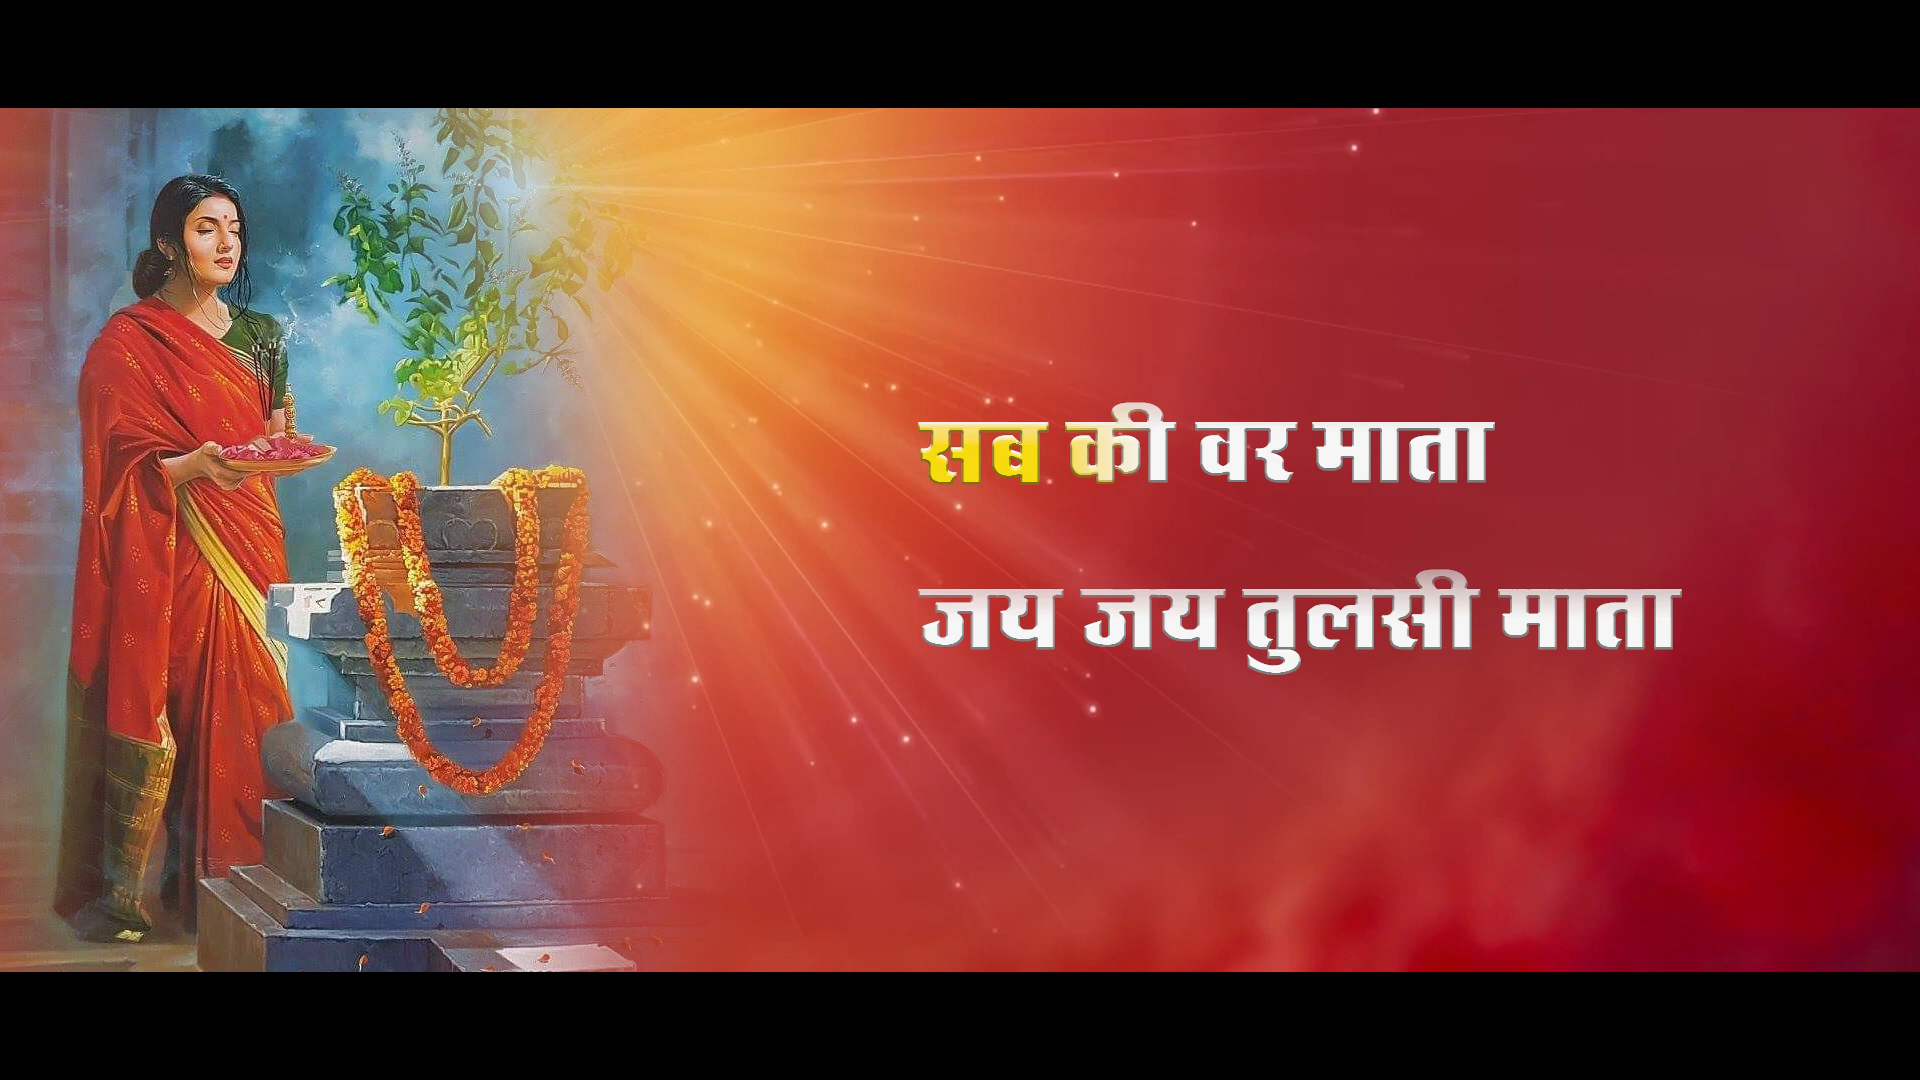 सब की वर माता
जय जय तुलसी माता